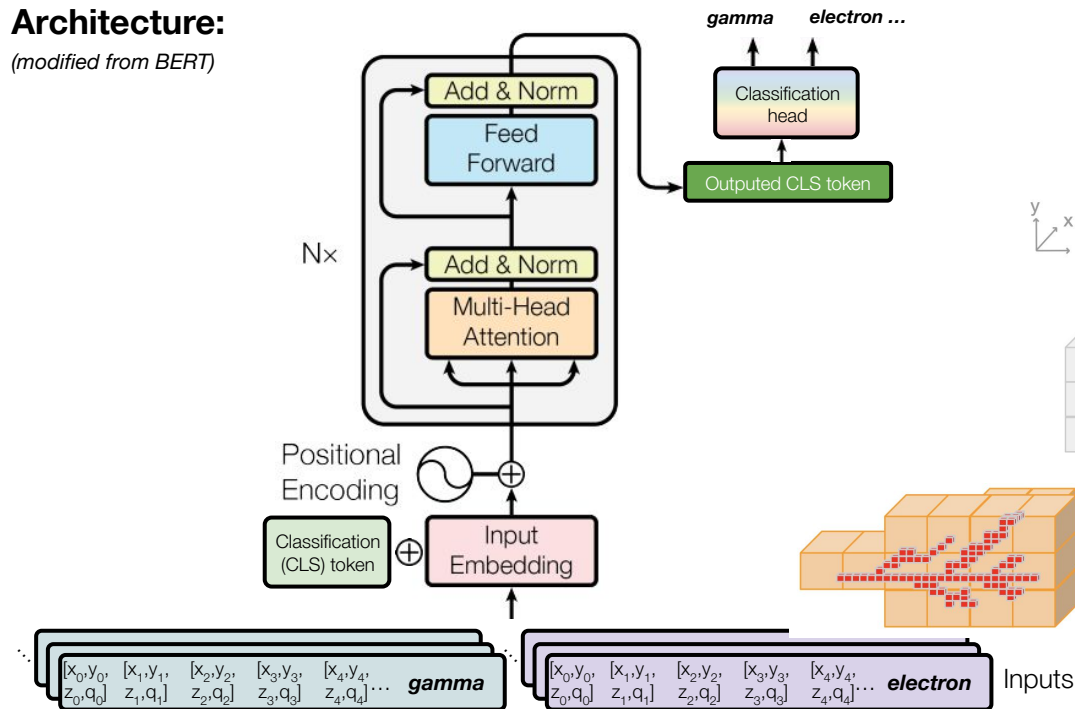 Architecture:
(modified from BERT)
gamma electron ...
Classification
head
Outputed CLS token
Add & Norm
Feed
Forward
Nx
Add & Norm
Multi-Head
Attention
y
x
Positional
Encoding
Classification
(CLS) token
Input
Embedding
...
[x₀,y₀, [x₁,y₁, [x₂,y₂, [x₃,y₃, [x₄,y₄,
z₀,q₀] z₁,q₁] z₂,q₂] z₃,q₃] z₄,q₄]... gamma
...
[x₀,y₀, [x₁,y₁, [x₂,y₂, [x₃,y₃, [x₄,y₄,
z₀,q₀] z₁,q₁] z₂,q₂] z₃,q₃] z₄,q₄]... electron
Inputs